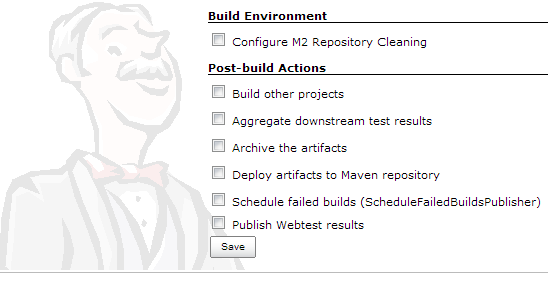 Build Environment
Configure M2 Repository Cleaning
Post-build Actions
Build other projects
Aggregate downstream test results
Archive the artifacts
Deploy artifacts to Maven repository
Schedule failed builds (ScheduleFailedBuildsPublisher)
Publish Webtest results
Save